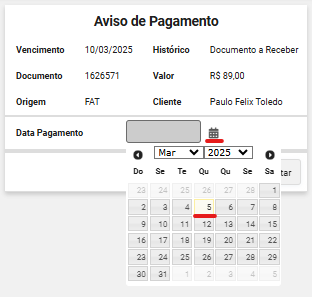 Aviso de Pagamento
Vencimento 10/03/2025 Histórico Documento a Receber
Documento 1626571 Valor R$ 89,00
Origem FAT Cliente Paulo Felix Toledo
Data Pagamento
Mar 2025
Do Se Te Qu Qu Se Sa
23 24 25 26 27 28 1
2 3 4 5 6 7 8
9 10 11 12 13 14 15
16 17 18 19 20 21 22
23 24 25 26 27 28 29
30 31 1 2 3 4 5